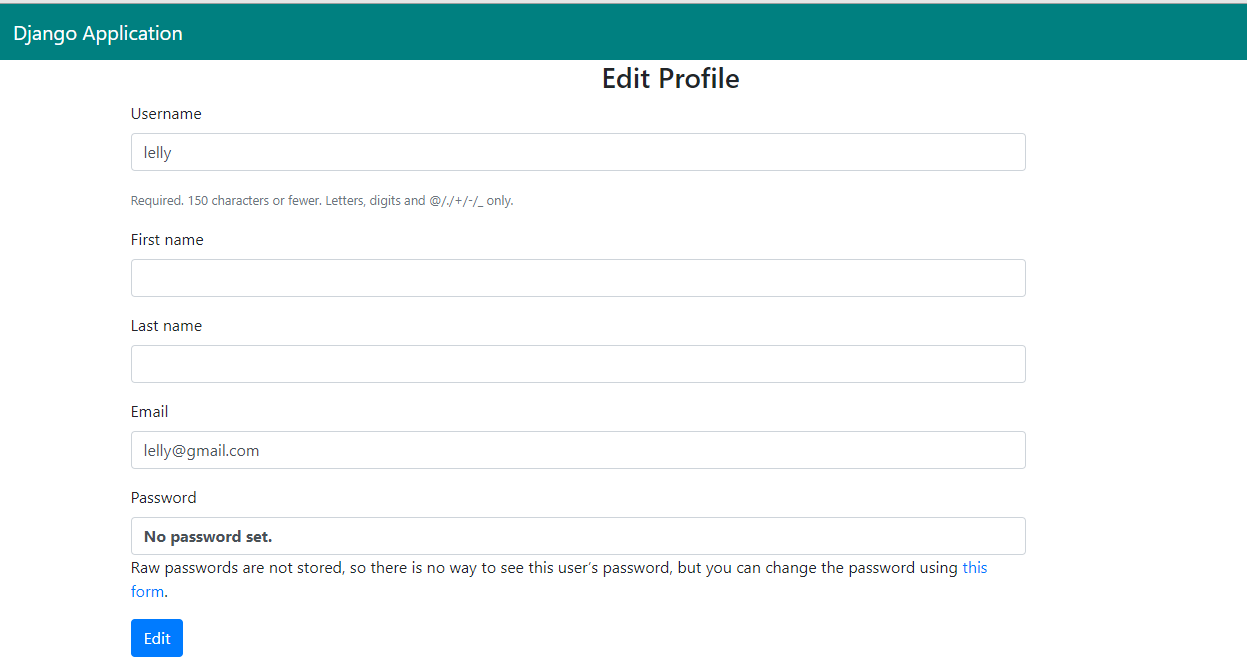 Django Application
Edit Profile
Username
lelly
Required. 150 characters or fewer. Letters, digits and @/./+/-/_ only.
First name
Last name
Email
lelly@gmail.com
Password
No password set.
Raw passwords are not stored, so there is no way to see this user’s password, but you can change the password using this
form.
Edit